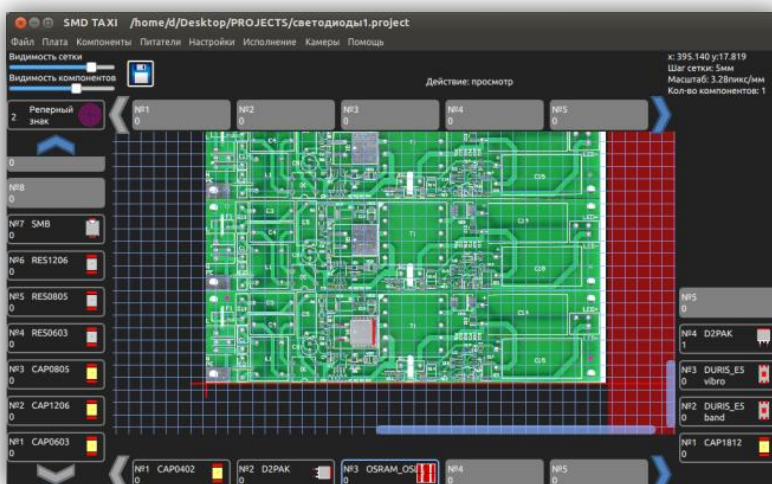 SMD TAXI /home/d/Desktop/PROJECTS/светодиоды1.project
Файл Плата Компоненты Питатели Настройки Исполнение Камеры Помощь
Видимость сетки
Видимость компонентов
Действие: просмотр
x: 395.140 y:17.819
Шаг сетки: 5мм
Масштаб: 3.28пикс/мм
Кол-во компонентов: 1
2 Реперный
знак
№1
0
№2
0
№3
0
№4
0
№5
0
0
№8
0
№7 SMB
0
№6 RES1206
0
№5 RES0805
0
№4 RES0603
0
№3 CAP0805
0
№2 CAP1206
0
№1 CAP0603
0
T1
C15
№5
0
№4 D2PAK
1
№3 DURIS_E5
0 vibro
№2 DURIS_E5
0 band
№1 CAP1812
0
№1 CAP0402
0
№2 D2PAK
0
№3 OSRAM_OSL
0
№4
0
№5
0